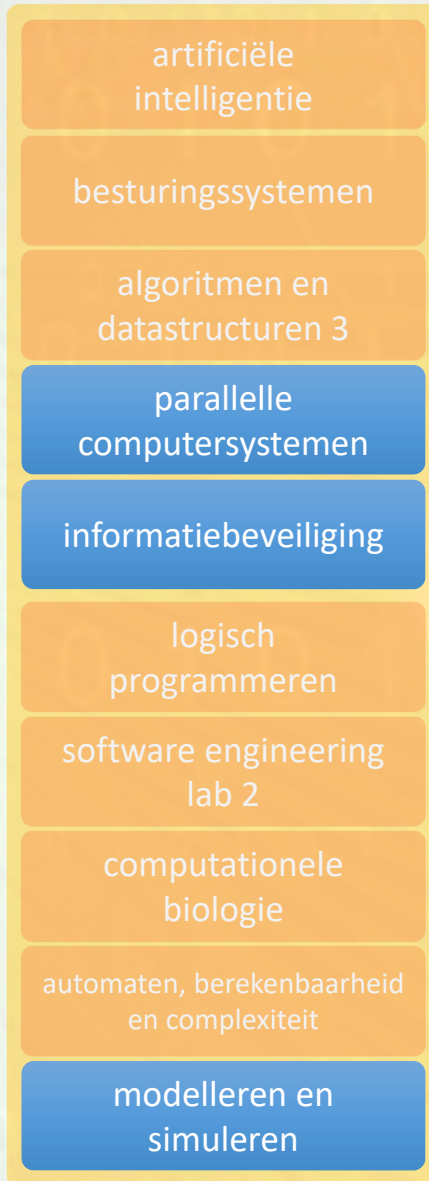 artificiële
intelligentie
besturingssystemen
algoritmen en
datastructuren 3
parallelle
computersystemen
informatiebeveiliging
logisch
programmeren
software engineering
lab 2
computationele
biologie
automaten, berekenbaarheid
en complexiteit
modelleren en
simuleren